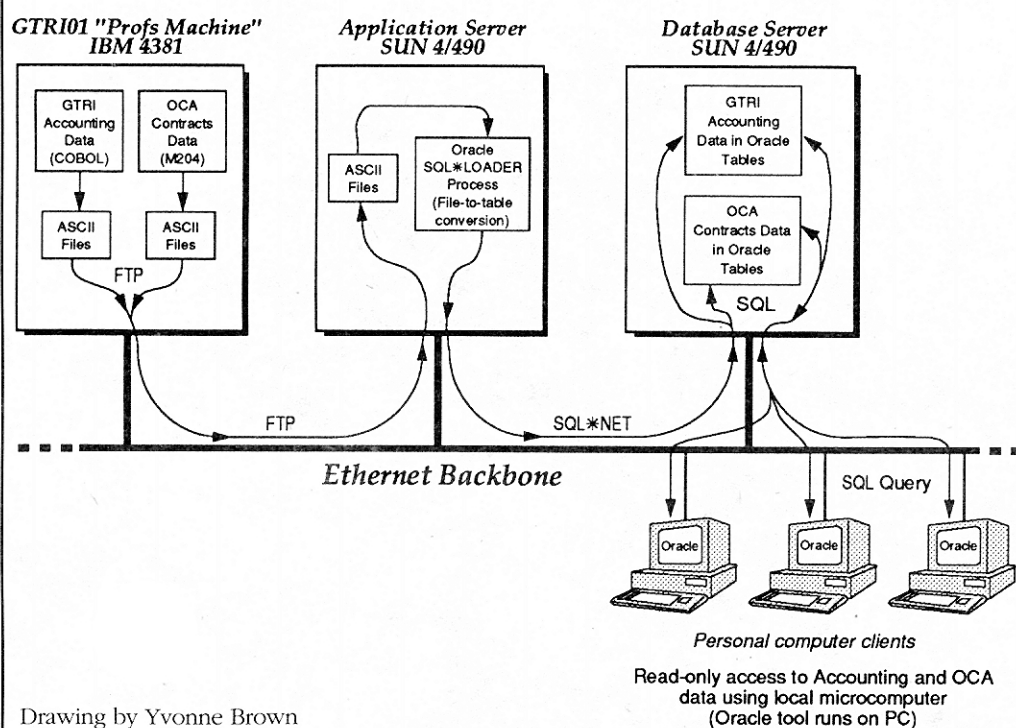 GTRI01 "Profs Machine"
IBM 4381
Application Server
SUN 4/490
Database Server
SUN 4/490
GTRI
Accounting
Data
(COBOL)
OCA
Contracts
Data
(M204)
ASCII
Files
ASCII
Files
FTP
ASCII
Files
Oracle
SQL*LOADER
Process
(File-to-table
conversion)
GTRI
Accounting
Data in Oracle
Tables
OCA
Contracts Data
in Oracle
Tables
SQL
FTP
SQL*NET
Ethernet Backbone
SQL Query
Oracle
Oracle
Oracle
Personal computer clients
Read-only access to Accounting and OCA
data using local microcomputer
(Oracle tool runs on PC)
Drawing by Yvonne Brown